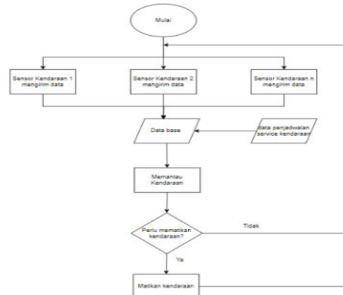 Mulai
Sensor Kendaraan 1
mengirim data
Sensor Kendaraan 2
mengirim data
Sensor Kendaraan n
mengirim data
Data base
data penjadwalan
service kendaraan
Memantau
Kendaraan
Perlu mematikan
kendaraan?
Tidak
Ya
Matikan kendaraan